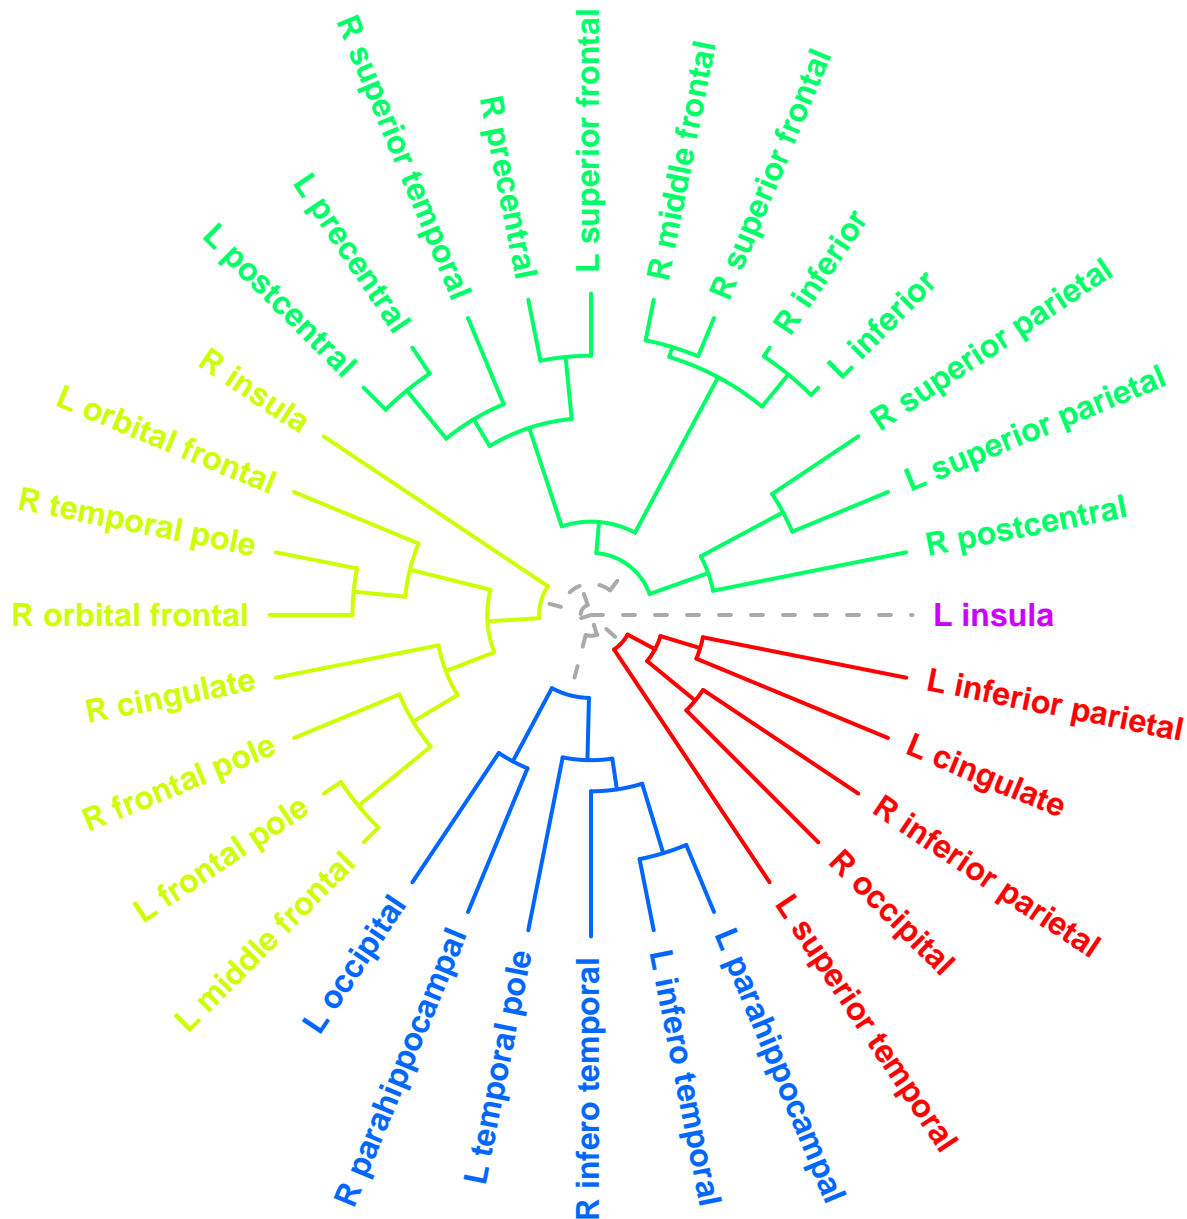 L superior frontal
R middle frontal
R superior frontal
R inferior
L inferior
R superior parietal
L superior parietal
R postcentral
L insula
L inferior parietal
L cingulate
R inferior parietal
R occipital
L superior temporal
L parahippocampal
L infero temporal
R infero temporal
L temporal pole
R parahippocampal
L occipital
L middle frontal
L frontal pole
R frontal pole
R cingulate
R orbital frontal
R temporal pole
L orbital frontal
R insula
L postcentral
L precentral
R superior temporal
R precentral